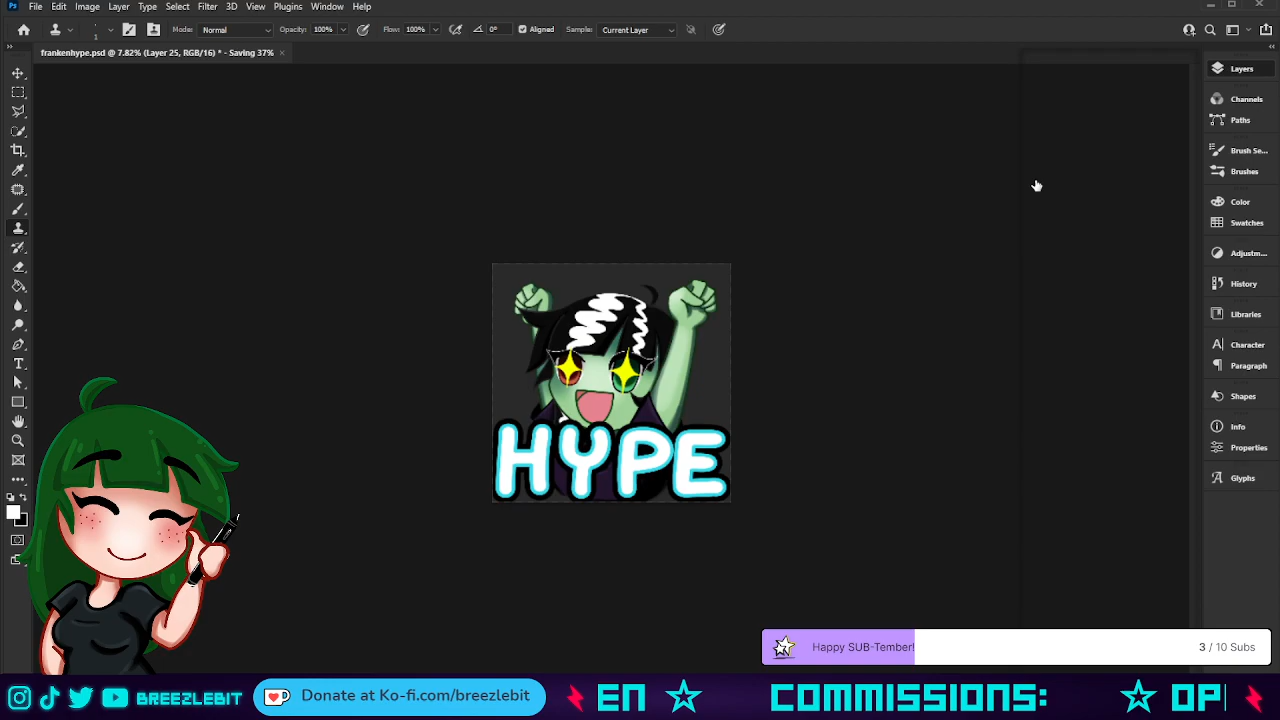 Ps File Edit Image Layer Type Select Filter 3D View Plugins Window Help
1 Mode: Normal Opacity: 100% Flow: 100% 0° Aligned Sample: Current Layer
frankenhype.psd @ 7.82% (Layer 25, RGB/16) * - Saving 37% ×
Layers
Channels
Paths
Brush Se...
Brushes
Color
Swatches
Adjustm...
History
Libraries
Character
Paragraph
Shapes
Info
Properties
Glyphs
HYPE
Happy SUB-Tember! 3 / 10 Subs
BREEZLEBIT Donate at Ko-fi.com/breezlebit EN COMMISSIONS: OP